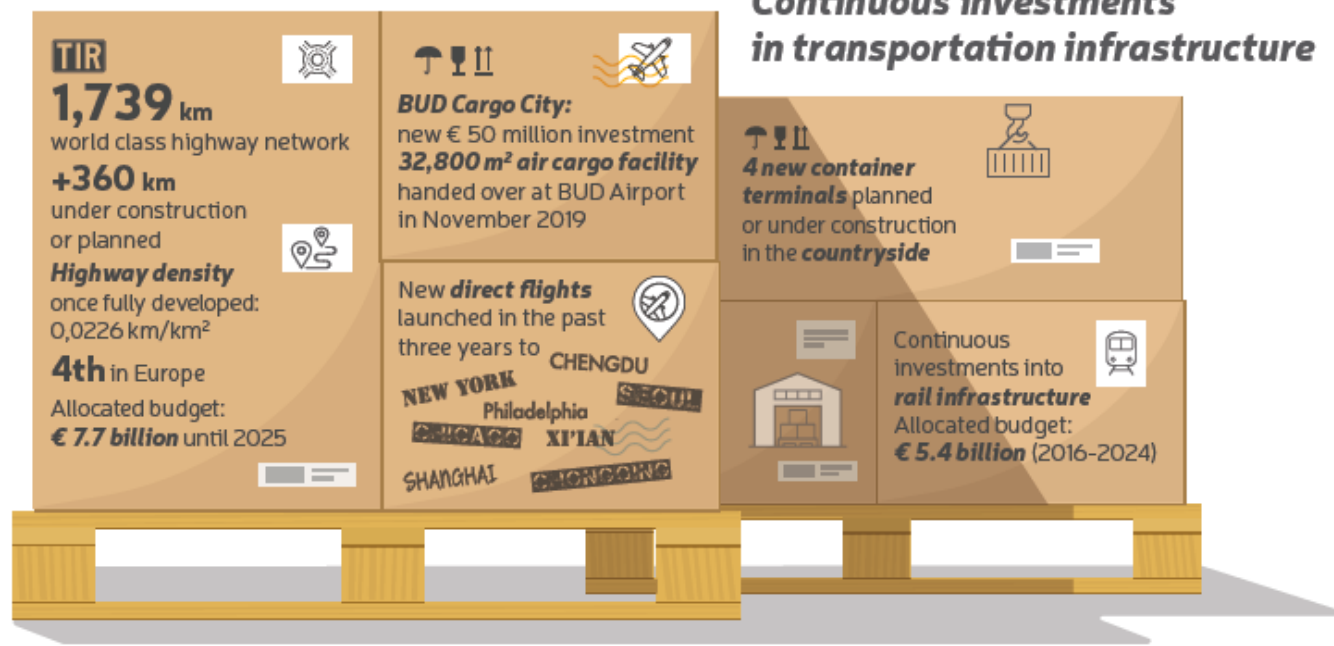 Continuous investments
in transportation infrastructure
TIR
1,739 km
world class highway network
+360 km
under construction
or planned
Highway density
once fully developed:
0,0226 km/km²
4th in Europe
Allocated budget:
€ 7.7 billion until 2025
BUD Cargo City:
new € 50 million investment
32,800 m² air cargo facility
handed over at BUD Airport
in November 2019
New direct flights
launched in the past
three years to
CHENGDU
NEW YORK
SEOUL
Philadelphia
CHICAGO
XI'IAN
SHANGHAI
CHONGQING
4 new container
terminals planned
or under construction
in the countryside
Continuous
investments into
rail infrastructure
Allocated budget:
€ 5.4 billion (2016-2024)